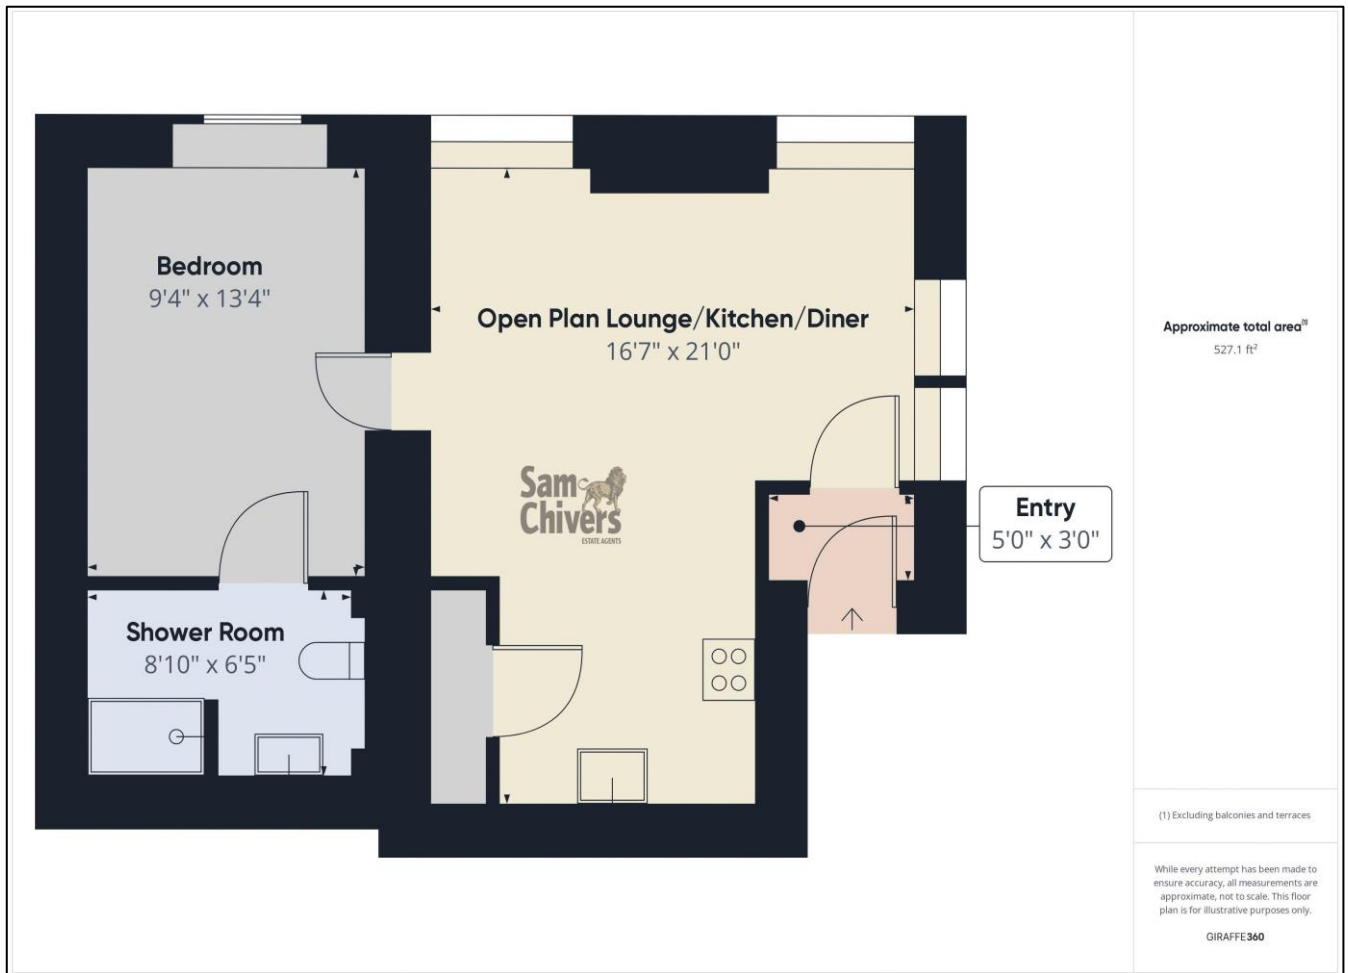 Bedroom
9'4" x 13'4"
Open Plan Lounge/Kitchen/Diner
16'7" x 21'0"
Sam
Chivers
ESTATE AGENTS
Entry
5'0" x 3'0"
Shower Room
8'10" x 6'5"
Approximate total area(1)
527.1 ft²
(1) Excluding balconies and terraces
While every attempt has been made to
ensure accuracy, all measurements are
approximate, not to scale. This floor
plan is for illustrative purposes only.
GIRAFFE360